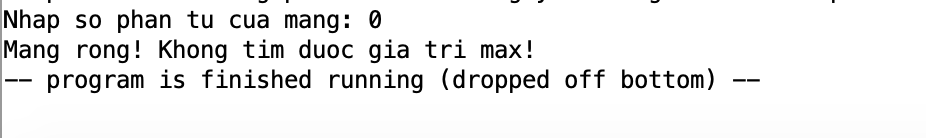 Nhap so phan tu cua mang: 0
Mang rong! Khong tim duoc gia tri max!
-- program is finished running (dropped off bottom) --